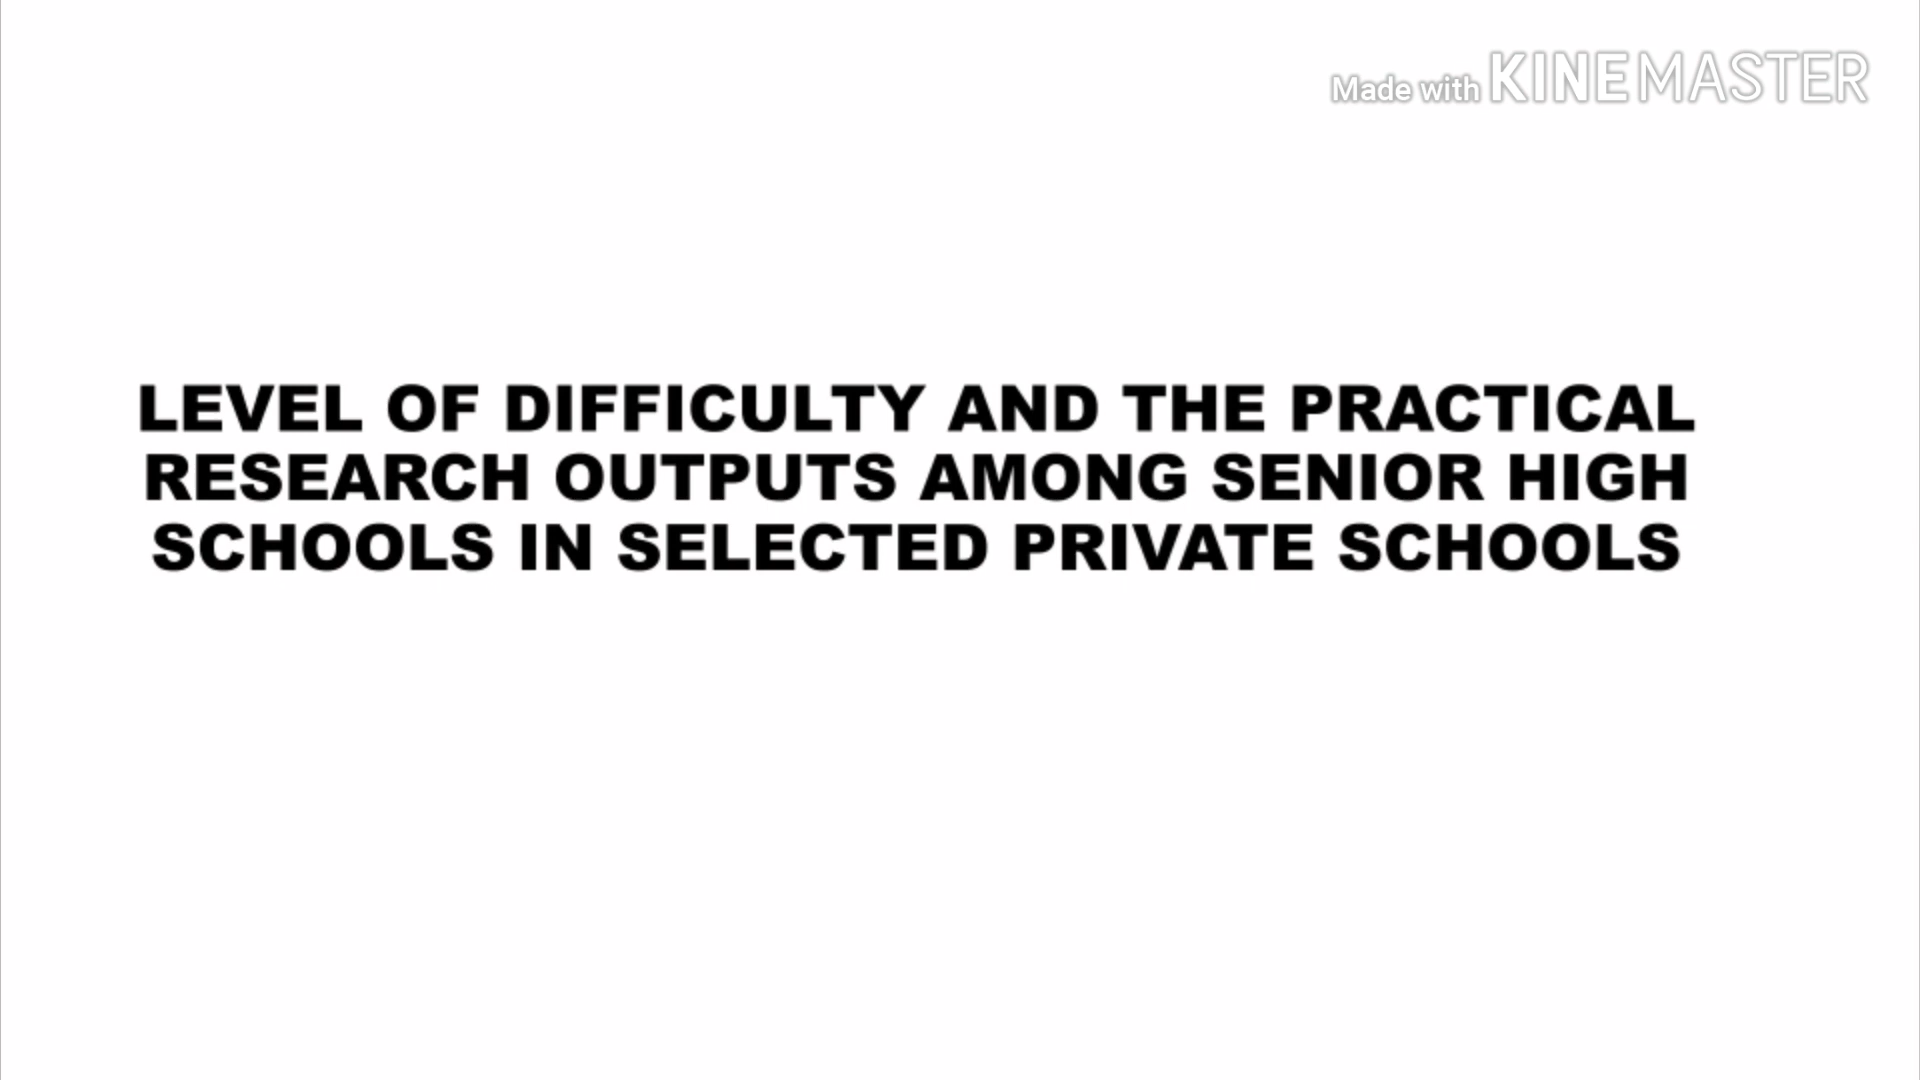 Made with KINEMASTER
LEVEL OF DIFFICULTY AND THE PRACTICAL
RESEARCH OUTPUTS AMONG SENIOR HIGH
SCHOOLS IN SELECTED PRIVATE SCHOOLS